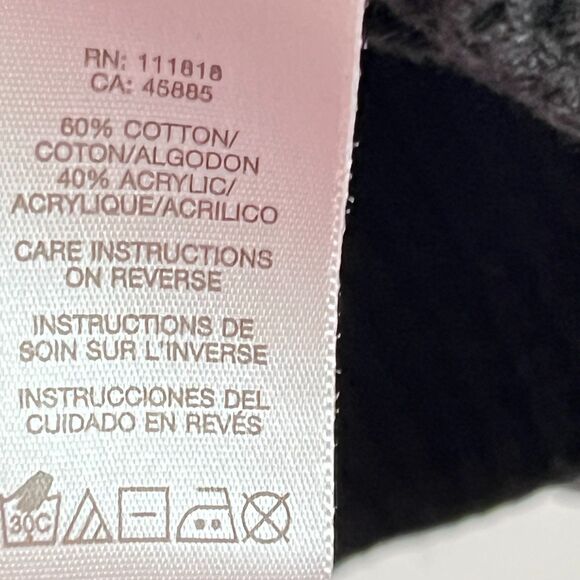 RN: 111818
CA: 45885
60% COTTON/
COTON/ALGODON
40% ACRYLIC/
ACRYLIQUE/ACRILICO
CARE INSTRUCTIONS
ON REVERSE
INSTRUCTIONS DE
SOIN SUR L'INVERSE
INSTRUCCIONES DEL
CUIDADO EN REVÉS
30C